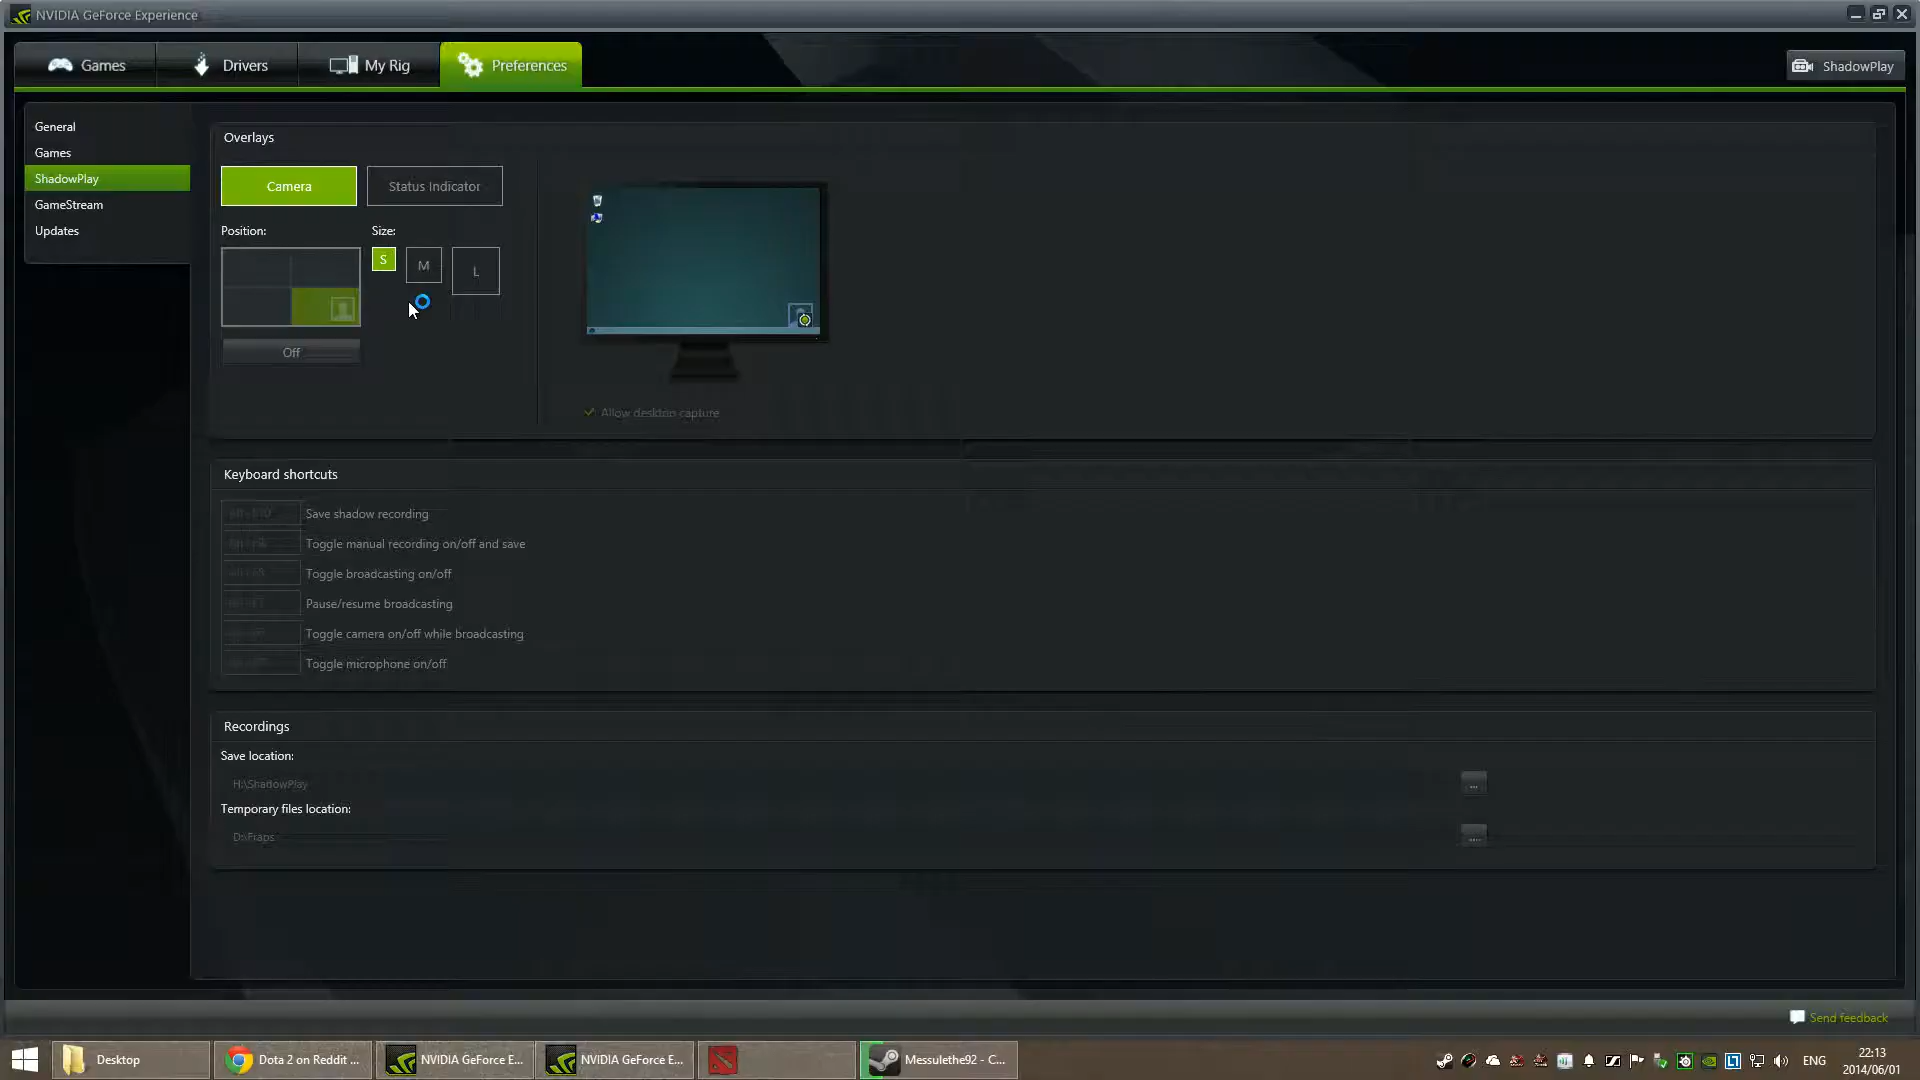 NVIDIA GeForce Experience
Games
Drivers
My Rig
Preferences
ShadowPlay
General
Games
ShadowPlay
GameStream
Updates
Overlays
Camera
Status Indicator
Position:
Size:
S
M
L
Off
Allow desktop capture
Keyboard shortcuts
Save shadow recording
Toggle manual recording on/off and save
Toggle broadcasting on/off
Pause/resume broadcasting
Toggle camera on/off while broadcasting
Toggle microphone on/off
Recordings
Save location:
H:\ShadowPlay
...
Temporary files location:
D:\Fraps
...
Send feedback
Desktop
Dota 2 on Reddit ...
NVIDIA GeForce E...
NVIDIA GeForce E...
Messulethe92 - C...
ENG
22:13
2014/06/01